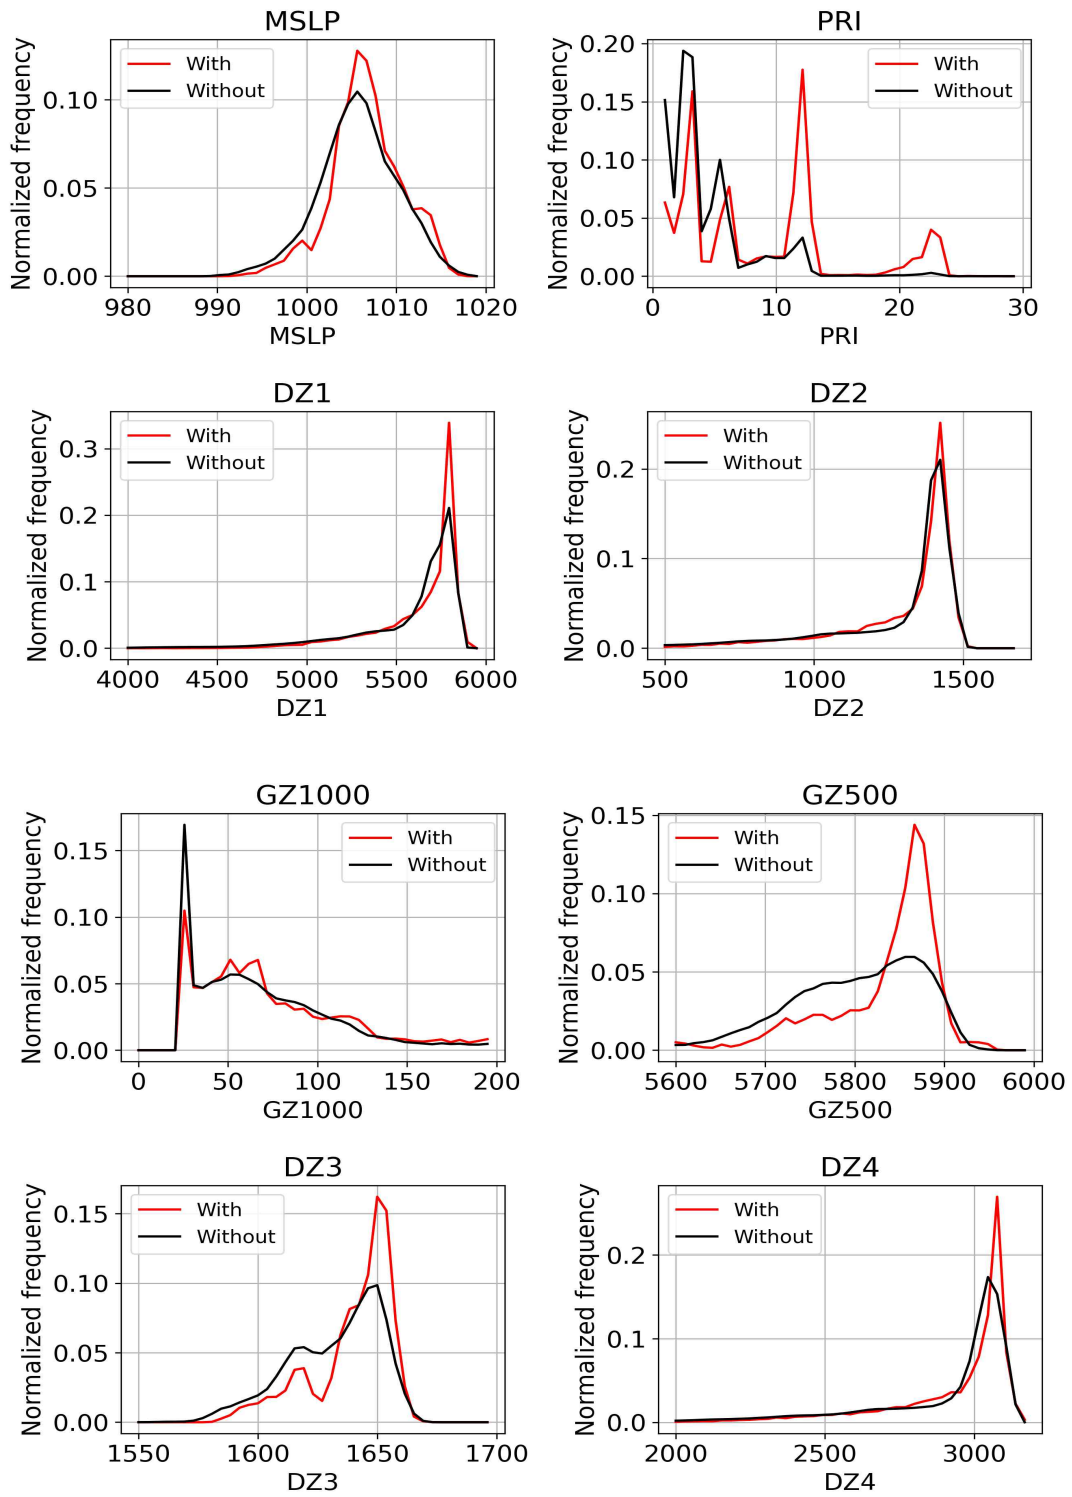 MSLP
Normalized frequency
With
Without
0.10
0.05
0.00
980 990 1000 1010 1020
MSLP
PRI
Normalized frequency
With
Without
0.20
0.15
0.10
0.05
0.00
0 10 20 30
PRI
DZ1
Normalized frequency
With
Without
0.3
0.2
0.1
0.0
4000 4500 5000 5500 6000
DZ1
DZ2
Normalized frequency
With
Without
0.2
0.1
0.0
500 1000 1500
DZ2
GZ1000
Normalized frequency
With
Without
0.15
0.10
0.05
0.00
0 50 100 150 200
GZ1000
GZ500
Normalized frequency
With
Without
0.15
0.10
0.05
0.00
5600 5700 5800 5900 6000
GZ500
DZ3
Normalized frequency
With
Without
0.15
0.10
0.05
0.00
1550 1600 1650 1700
DZ3
DZ4
Normalized frequency
With
Without
0.2
0.1
0.0
2000 2500 3000
DZ4